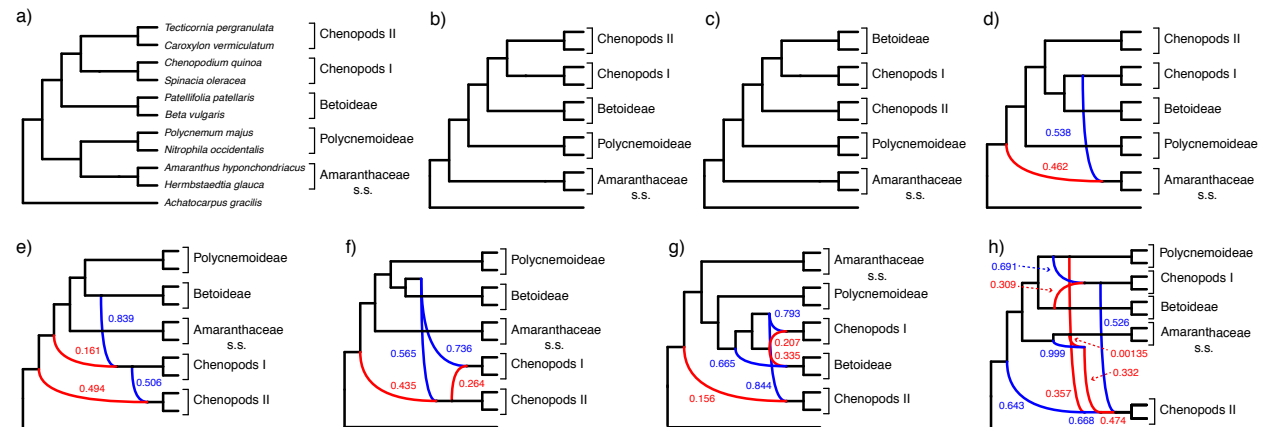 a)
Tecticornia pergranulata
Caroxylon vermiculatum
Chenopods II
Chenopodium quinoa
Spinacia oleracea
Chenopods I
Patellifolia patellaris
Beta vulgaris
Betoideae
Polycnemum majus
Nitrophila occidentalis
Polycnemoideae
Amaranthus hyponchondriacus
Hermbstaedtia glauca
Amaranthaceae
s.s.
Achatocarpus gracilis
b)
Chenopods II
Chenopods I
Betoideae
Polycnemoideae
Amaranthaceae
s.s.
c)
Betoideae
Chenopods I
Chenopods II
Polycnemoideae
Amaranthaceae
s.s.
d)
Chenopods II
Chenopods I
Betoideae
0.538
Polycnemoideae
0.462
Amaranthaceae
s.s.
e)
Polycnemoideae
Betoideae
0.839
Amaranthaceae
s.s.
0.161
Chenopods I
0.506
0.494
Chenopods II
f)
Polycnemoideae
Betoideae
Amaranthaceae
s.s.
0.565
0.736
Chenopods I
0.435
0.264
Chenopods II
g)
Amaranthaceae
s.s.
Polycnemoideae
0.793
Chenopods I
0.207
0.335
0.665
Betoideae
0.844
0.156
Chenopods II
h)
Polycnemoideae
0.691
Chenopods I
0.309
Betoideae
0.526
Amaranthaceae
s.s.
0.999
0.00135
0.332
0.643
0.357
Chenopods II
0.668
0.474